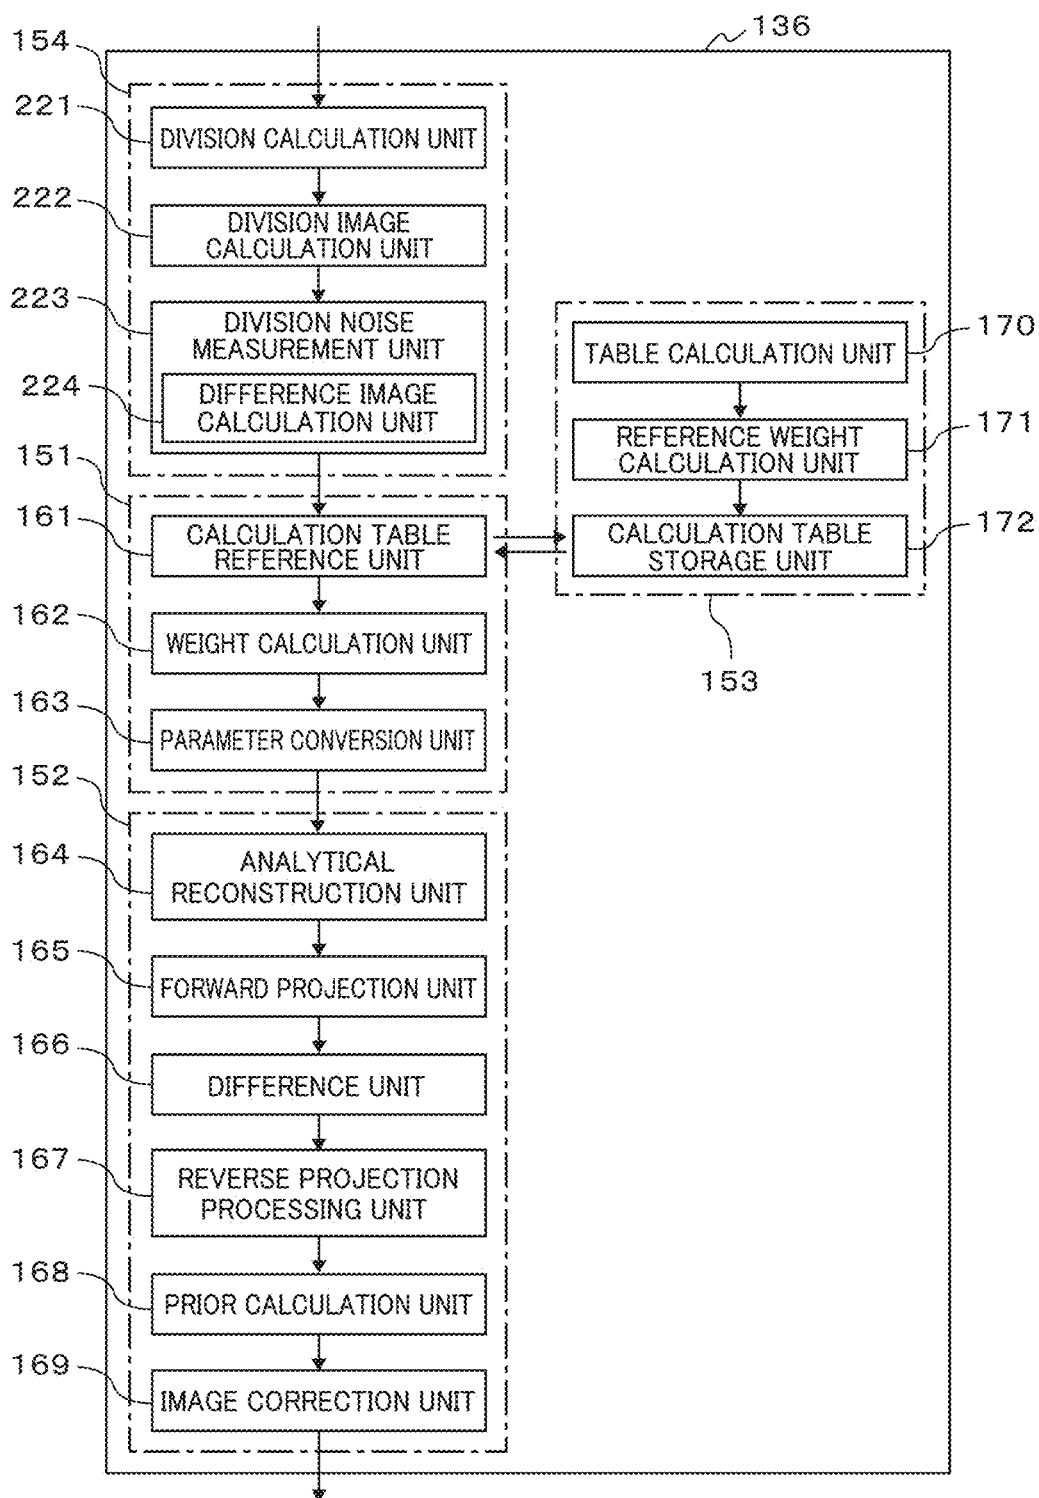 136
154
221
DIVISION CALCULATION UNIT
222
DIVISION IMAGE
CALCULATION UNIT
223
DIVISION NOISE
MEASUREMENT UNIT
224
DIFFERENCE IMAGE
CALCULATION UNIT
151
161
CALCULATION TABLE
REFERENCE UNIT
162
WEIGHT CALCULATION UNIT
163
PARAMETER CONVERSION UNIT
152
164
ANALYTICAL
RECONSTRUCTION UNIT
165
FORWARD PROJECTION UNIT
166
DIFFERENCE UNIT
167
REVERSE PROJECTION
PROCESSING UNIT
168
PRIOR CALCULATION UNIT
169
IMAGE CORRECTION UNIT
TABLE CALCULATION UNIT
170
REFERENCE WEIGHT
CALCULATION UNIT
171
CALCULATION TABLE
STORAGE UNIT
172
153